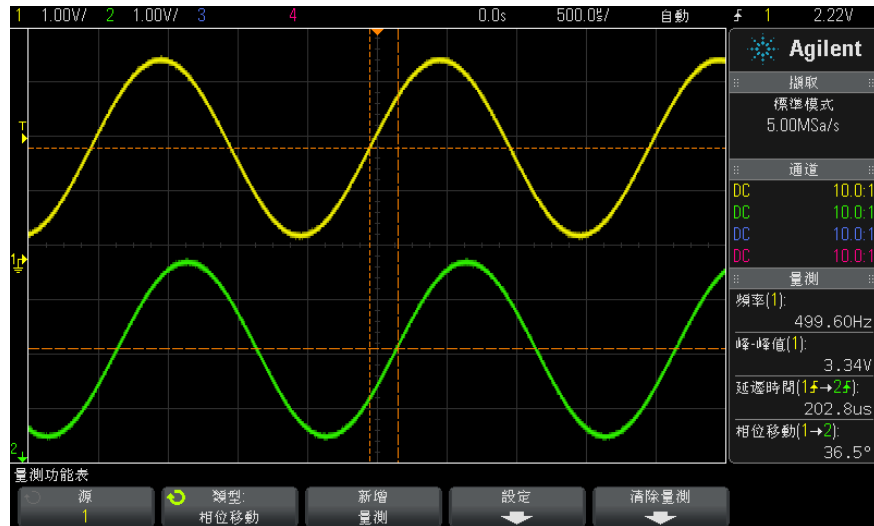 1 1.00V/ 2 1.00V/ 3 4 0.0s 500.0㎲/ 自動 1 2.22V
Agilent
擷取
標準模式
5.00MSa/s
通道
DC 10.0:1
DC 10.0:1
DC 10.0:1
DC 10.0:1
量測
頻率(1):
499.60Hz
峰-峰值(1):
3.34V
延遲時間(1→2):
202.8us
相位移動(1→2):
36.5°
T
1
2
量測功能表
源
1
類型:
相位移動
新增
量測
設定
清除量測